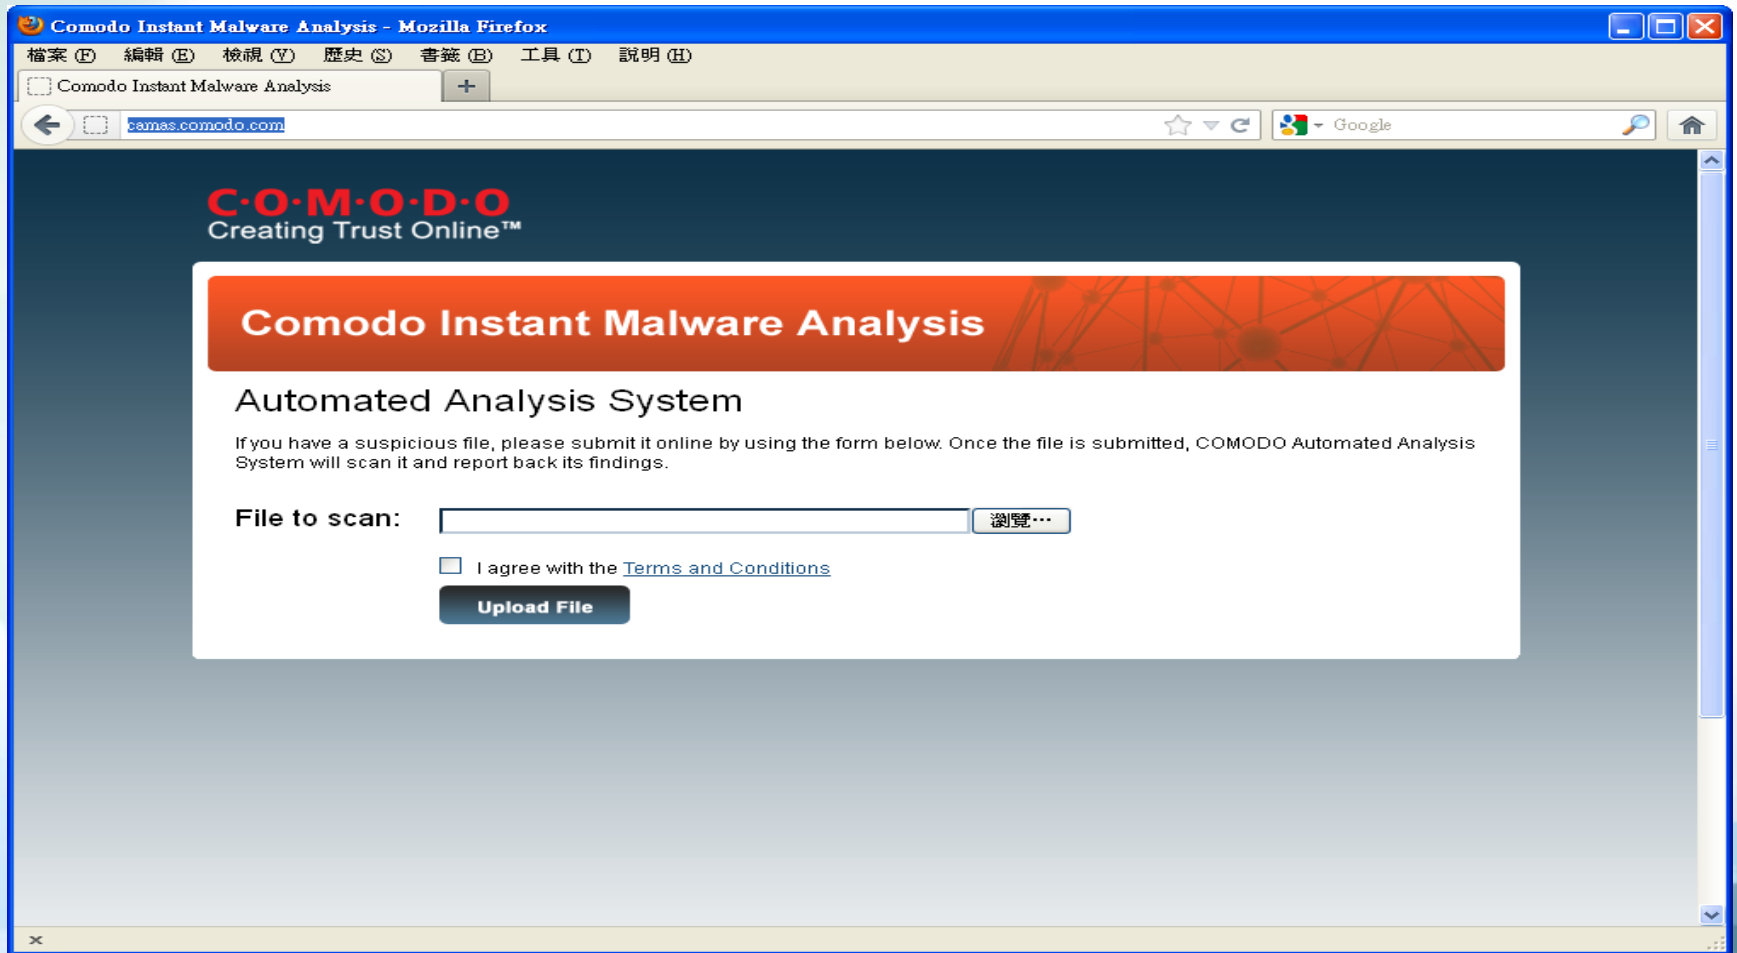 Comodo Instant Malware Analysis - Mozilla Firefox
檔案 (F) 編輯 (E) 檢視 (V) 歷史 (S) 書籤 (B) 工具 (T) 說明 (H)
Comodo Instant Malware Analysis
camas.comodo.com
Google
C·O·M·O·D·O
Creating Trust Online™
Comodo Instant Malware Analysis
Automated Analysis System
If you have a suspicious file, please submit it online by using the form below. Once the file is submitted, COMODO Automated Analysis
System will scan it and report back its findings.
File to scan: 瀏覽…
I agree with the Terms and Conditions
Upload File